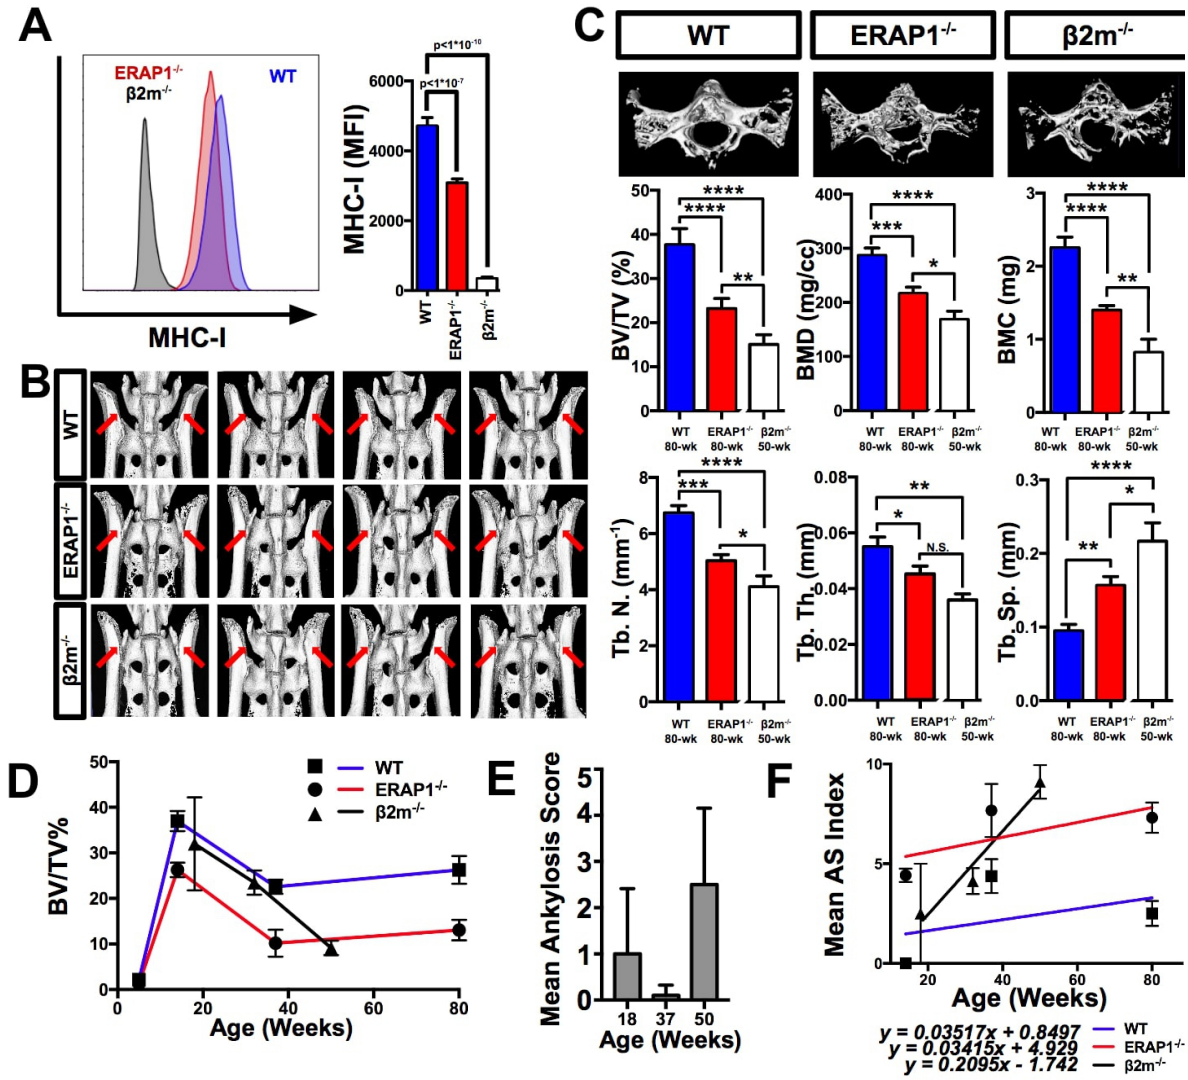 A
ERAP1-/-
β2m-/-
WT
MHC-I
MHC-I (MFI)
6000
4000
2000
0
p<1*10-10
p<1*10-7
WT
ERAP1-/-
β2m-/-
B
WT
ERAP1-/-
β2m-/-
C
WT
ERAP1-/-
β2m-/-
BV/TV (%)
50
40
30
20
10
0
****
****
**
WT
80-wk
ERAP1-/-
80-wk
β2m-/-
50-wk
BMD (mg/cc)
400
300
200
100
0
****
***
*
WT
80-wk
ERAP1-/-
80-wk
β2m-/-
50-wk
BMC (mg)
3
2
1
0
****
****
**
WT
80-wk
ERAP1-/-
80-wk
β2m-/-
50-wk
Tb. N. (mm-1)
8
6
4
2
0
****
***
*
WT
80-wk
ERAP1-/-
80-wk
β2m-/-
50-wk
Tb. Th. (mm)
0.08
0.06
0.04
0.02
0.00
**
*
N.S.
WT
80-wk
ERAP1-/-
80-wk
β2m-/-
50-wk
Tb. Sp. (mm)
0.3
0.2
0.1
0.0
****
*
**
WT
80-wk
ERAP1-/-
80-wk
β2m-/-
50-wk
D
BV/TV%
50
40
30
20
10
0
0 20 40 60 80
Age (Weeks)
WT
ERAP1-/-
β2m-/-
E
Mean Ankylosis Score
5
4
3
2
1
0
18 37 50
Age (Weeks)
F
Mean AS Index
10
5
0
20 40 60 80
Age (Weeks)
y = 0.03517x + 0.8497 WT
y = 0.03415x + 4.929 ERAP1-/-
y = 0.2095x - 1.742 β2m-/-